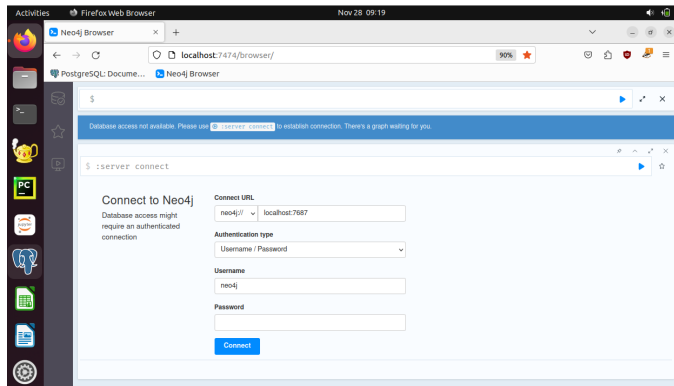 Activities Firefox Web Browser Nov 28 09:19
Neo4j Browser
localhost:7474/browser/ 90%
PostgreSQL: Docume... Neo4j Browser
$
Database access not available. Please use :server connect to establish connection. There's a graph waiting for you.
$ :server connect
Connect to Neo4j
Database access might
require an authenticated
connection
Connect URL
neo4j:// localhost:7687
Authentication type
Username / Password
Username
neo4j
Password
Connect
PC
jupyter